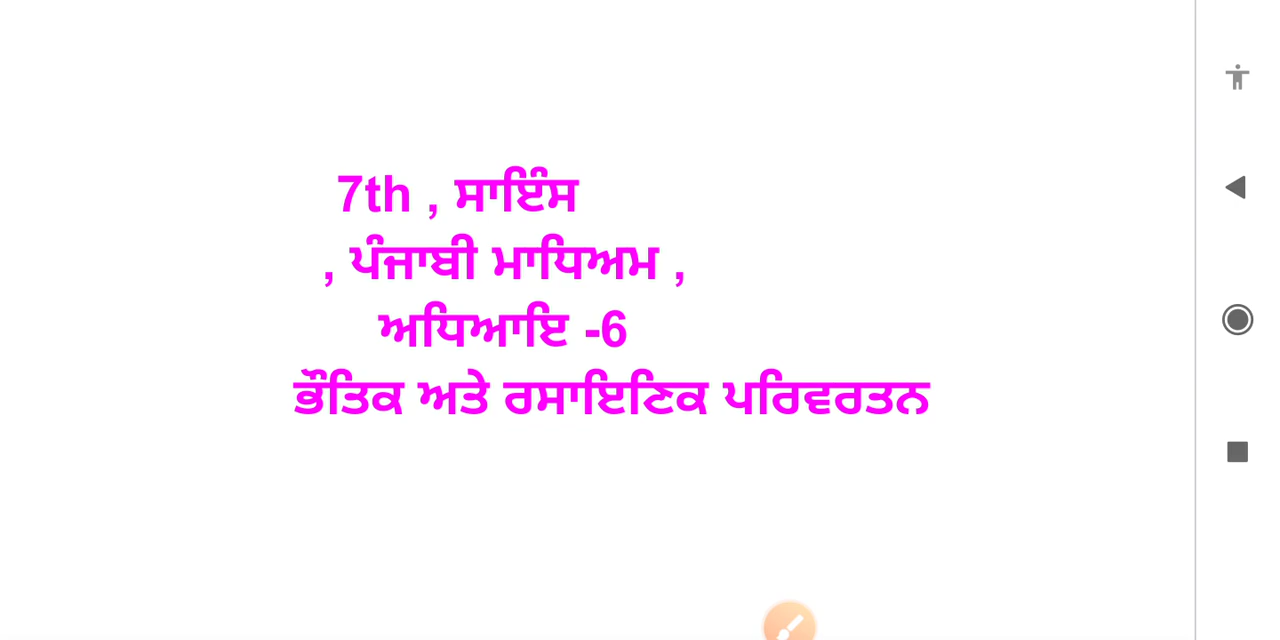 7th , ਸਾਇੰਸ
, ਪੰਜਾਬੀ ਮਾਧਿਅਮ ,
ਅਧਿਆਇ -6
ਭੌਤਿਕ ਅਤੇ ਰਸਾਇਣਿਕ ਪਰਿਵਰਤਨ